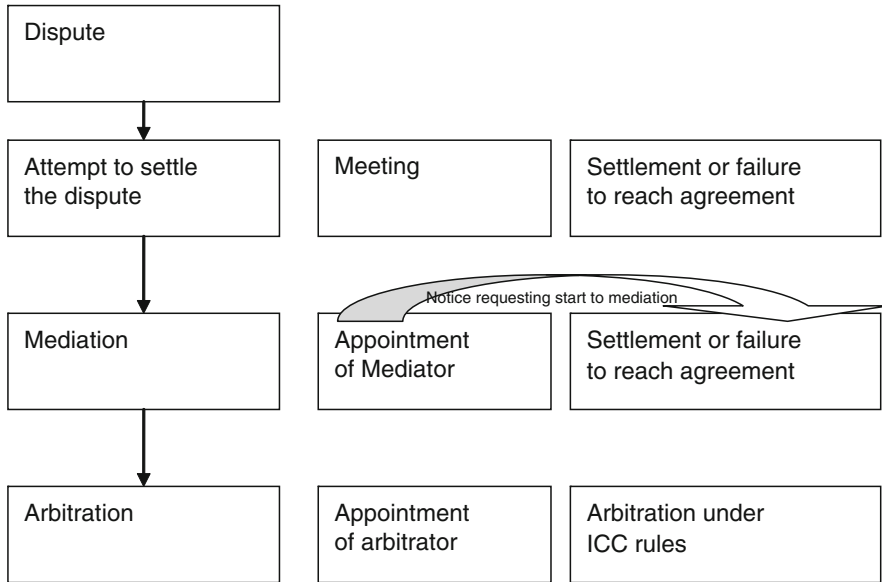 Dispute
Attempt to settle
the dispute
Meeting
Settlement or failure
to reach agreement
Notice requesting start to mediation
Mediation
Appointment
of Mediator
Settlement or failure
to reach agreement
Arbitration
Appointment
of arbitrator
Arbitration under
ICC rules